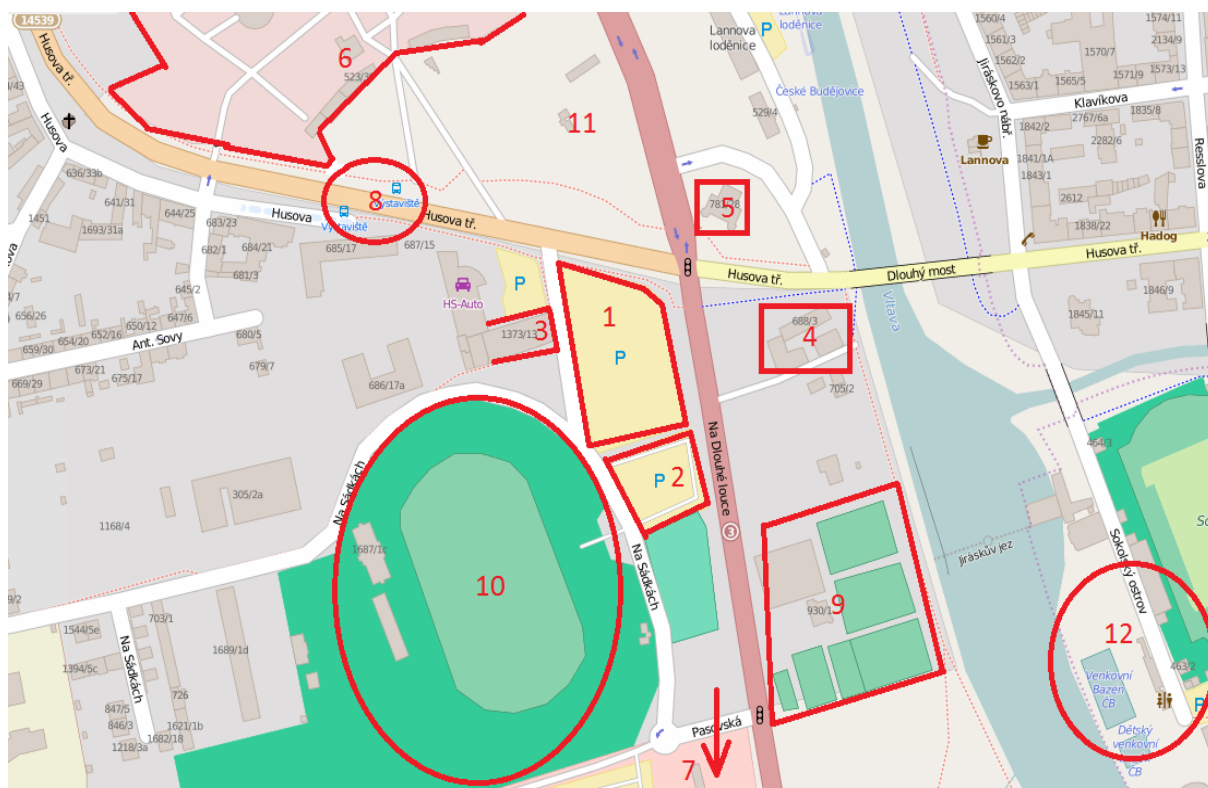 14539
Husova tř.
6
523/3
Lannova
loděnice
P
Lannova
loděnice
České Budějovice
529/4
11
1560/4
1561/3
1562/2
1563/1
1570/7
1571/9
1573/13
1574/11
2134/9
Jiráskovo nábř.
Klavíkova
1835/8
2767/6a
2282/6
1842/2
1841/1A
1843/1
Lannova
2612
1838/22
Hadog
Resslova
Husova
636/33b
641/31
644/25
1451
1693/31a
683/23
682/1
684/21
681/3
645/2
Husova
685/17
687/15
8
Výstaviště
Výstaviště
Husova tř.
5
Husova tř.
Dlouhý most
Husova tř.
1846/9
1845/11
Vltava
HS-Auto
P
3
1373/13
1
P
688/3
4
705/2
656/26
659/30
654/20
652/16
650/12
647/6
Ant. Sovy
680/5
679/7
669/29
673/21
675/17
686/17a
2
P
Na Dlouhé louce
3
464/3
305/2a
1168/4
Na Sádkách
1687/1c
10
Na Sádkách
930/1
9
Jiráskův jez
Sokolský ostrov
12
463/2
P
Venkovní
Bazén
ČB
Dětský
venkovní
ČB
1544/5e
1394/5c
703/1
1689/1d
Na Sádkách
726
847/5
846/3
1218/3a
1621/1b
1682/18
Pasovská
7